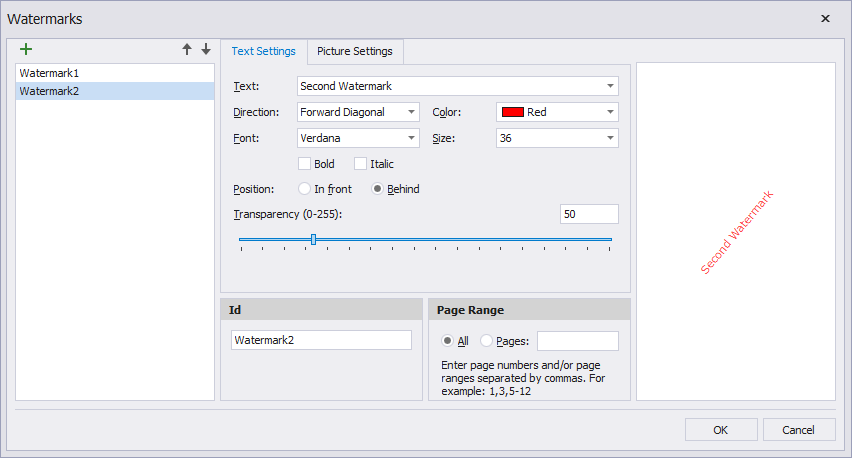 Watermarks
Text Settings
Picture Settings
Watermark1
Watermark2
Text:
Second Watermark
Direction:
Forward Diagonal
Color:
Red
Font:
Verdana
Size:
36
Bold
Italic
Position:
In front
Behind
Transparency (0-255):
50
Second Watermark
Id
Watermark2
Page Range
All
Pages:
Enter page numbers and/or page
ranges separated by commas. For
example: 1,3,5-12
OK
Cancel